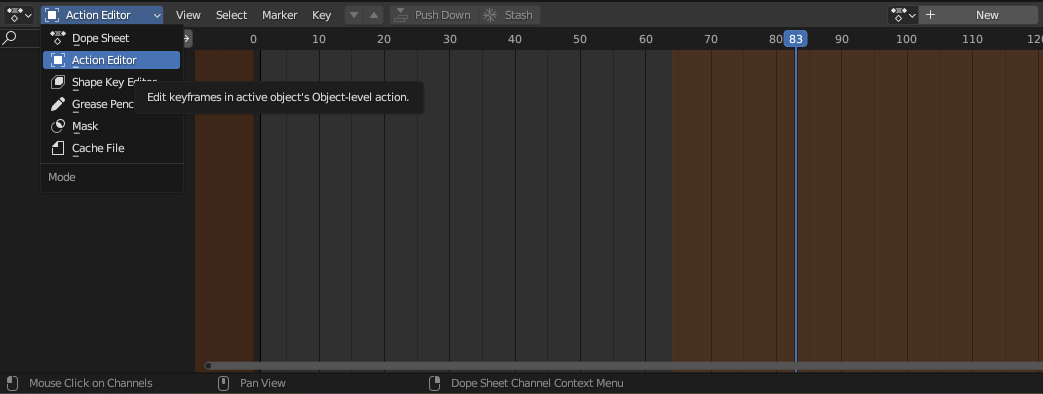 Action Editor View Select Marker Key Push Down Stash New
0 10 20 30 40 50 60 70 80 83 90 100 110 120
Dope Sheet
Action Editor
Shape Key Editor
Grease Penc
Edit keyframes in active object's Object-level action.
Mask
Cache File
Mode
Mouse Click on Channels Pan View Dope Sheet Channel Context Menu